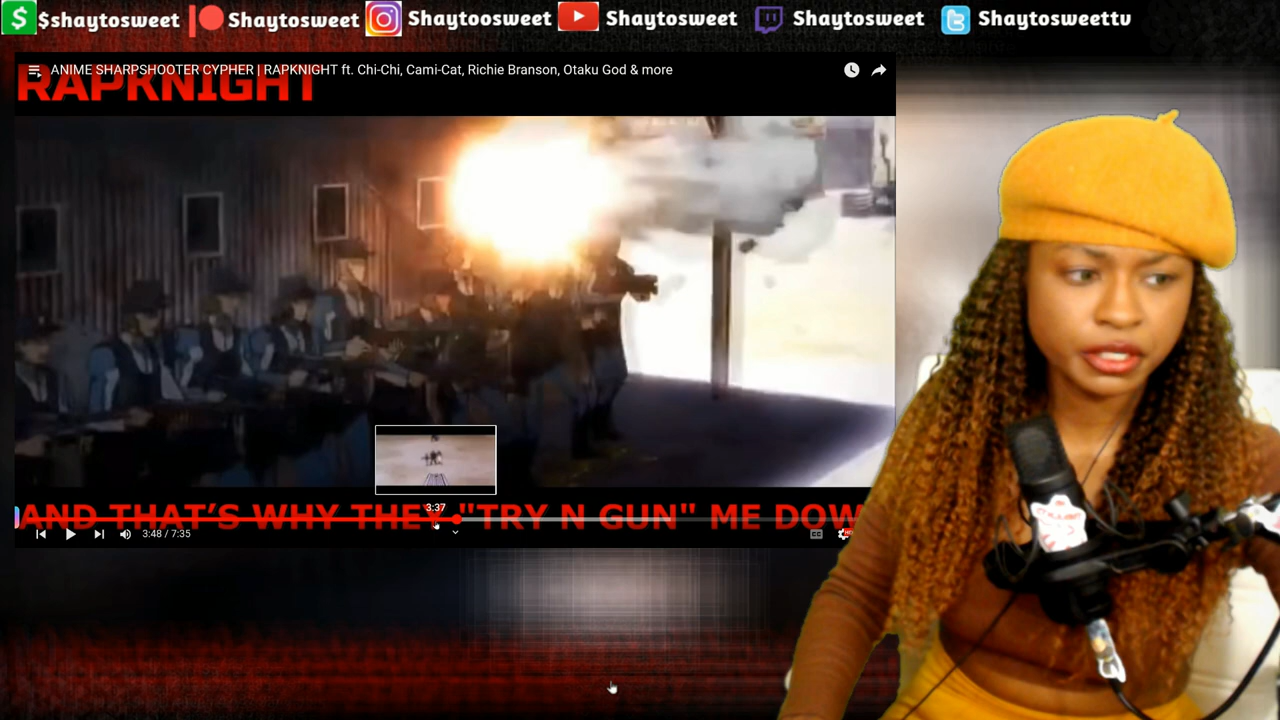 $shaytosweet Shaytosweet Shaytoosweet Shaytosweet Shaytosweet Shaytosweettv
ANIME SHARPSHOOTER CYPHER | RAPKNIGHT ft. Chi-Chi, Cami-Cat, Richie Branson, Otaku God & more
RAPKNIGHT
3:37
AND THAT'S WHY THEY "TRY N GUN" ME DOW
3:48 / 7:35
CC